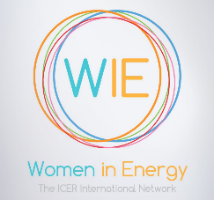 WIE
Women in Energy
The ICER International Network